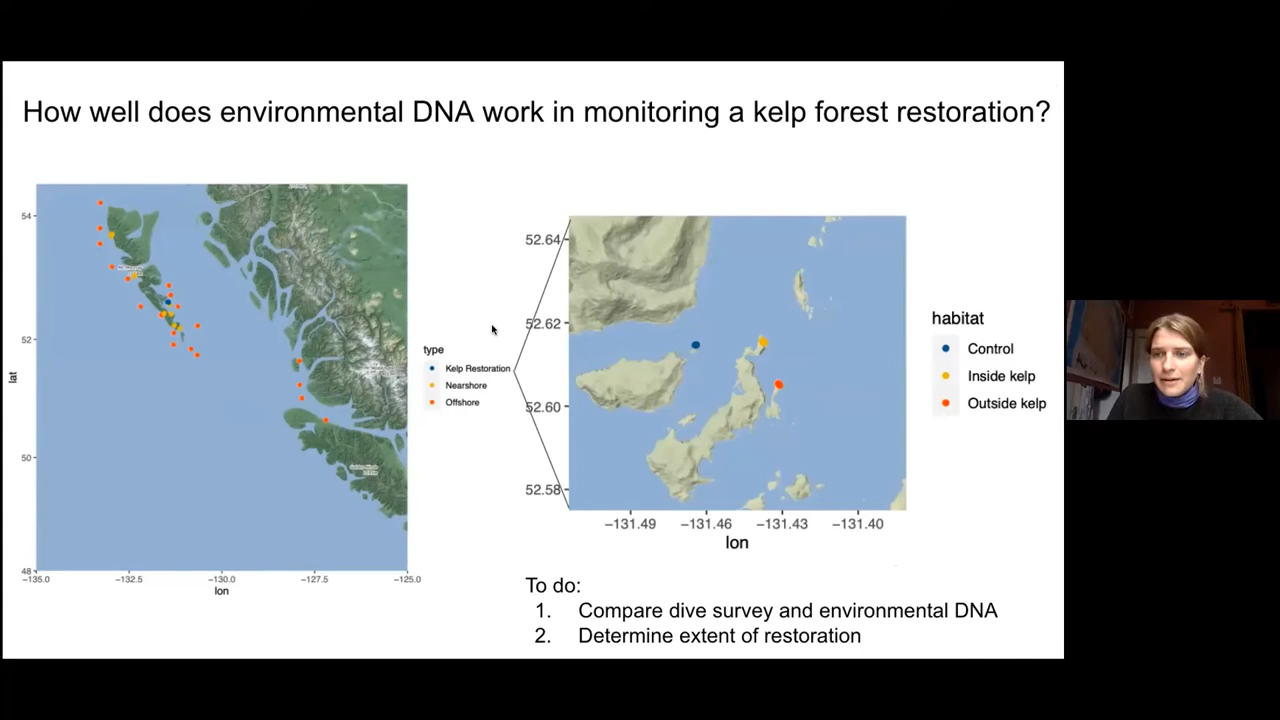 How well does environmental DNA work in monitoring a kelp forest restoration?
54
52
50
48
lat
−135.0 −132.5 −130.0 −127.5 −125.0
lon
type
Kelp Restoration
Nearshore
Offshore
52.64
52.62
52.60
52.58
−131.49 −131.46 −131.43 −131.40
lon
habitat
Control
Inside kelp
Outside kelp
To do:
1. Compare dive survey and environmental DNA
2. Determine extent of restoration